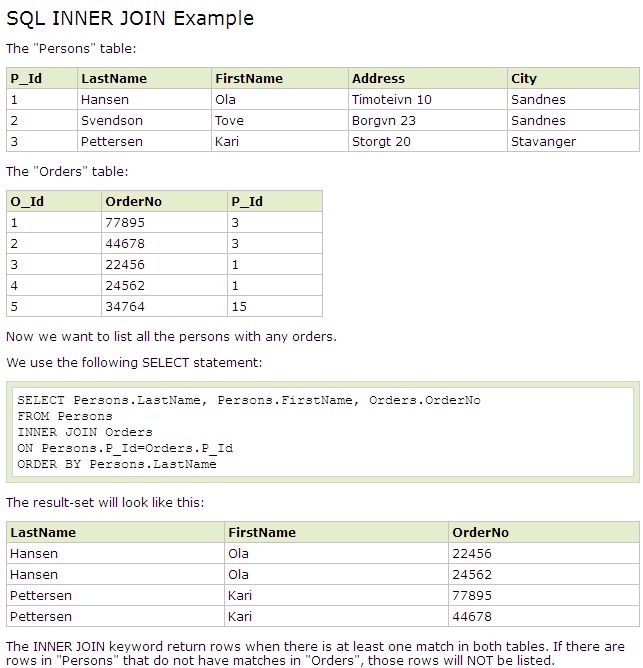 SQL INNER JOIN Example
The "Persons" table:
P_Id LastName FirstName Address City
1 Hansen Ola Timoteivn 10 Sandnes
2 Svendson Tove Borgvn 23 Sandnes
3 Pettersen Kari Storgt 20 Stavanger
The "Orders" table:
O_Id OrderNo P_Id
1 77895 3
2 44678 3
3 22456 1
4 24562 1
5 34764 15
Now we want to list all the persons with any orders.
We use the following SELECT statement:
SELECT Persons.LastName, Persons.FirstName, Orders.OrderNo
FROM Persons
INNER JOIN Orders
ON Persons.P_Id=Orders.P_Id
ORDER BY Persons.LastName
The result-set will look like this:
LastName FirstName OrderNo
Hansen Ola 22456
Hansen Ola 24562
Pettersen Kari 77895
Pettersen Kari 44678
The INNER JOIN keyword return rows when there is at least one match in both tables. If there are
rows in "Persons" that do not have matches in "Orders", those rows will NOT be listed.